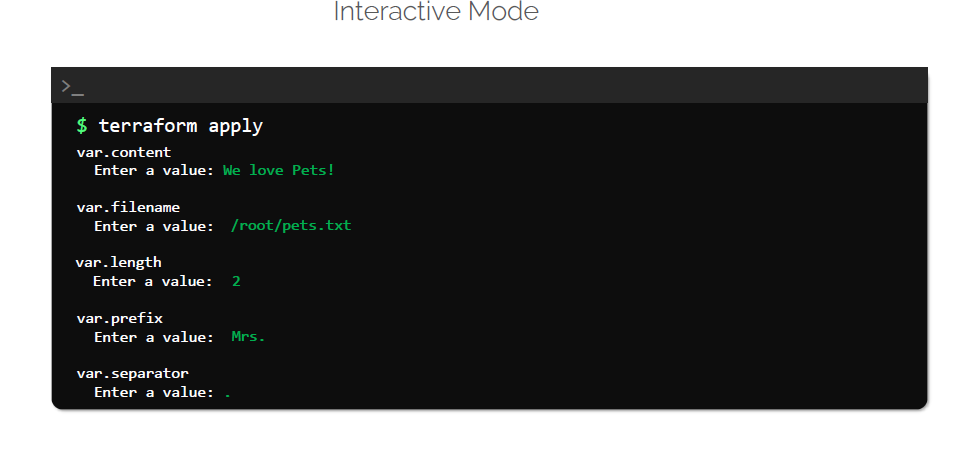 Interactive Mode
>_
$ terraform apply
var.content
Enter a value: We love Pets!
var.filename
Enter a value: /root/pets.txt
var.length
Enter a value: 2
var.prefix
Enter a value: Mrs.
var.separator
Enter a value: .